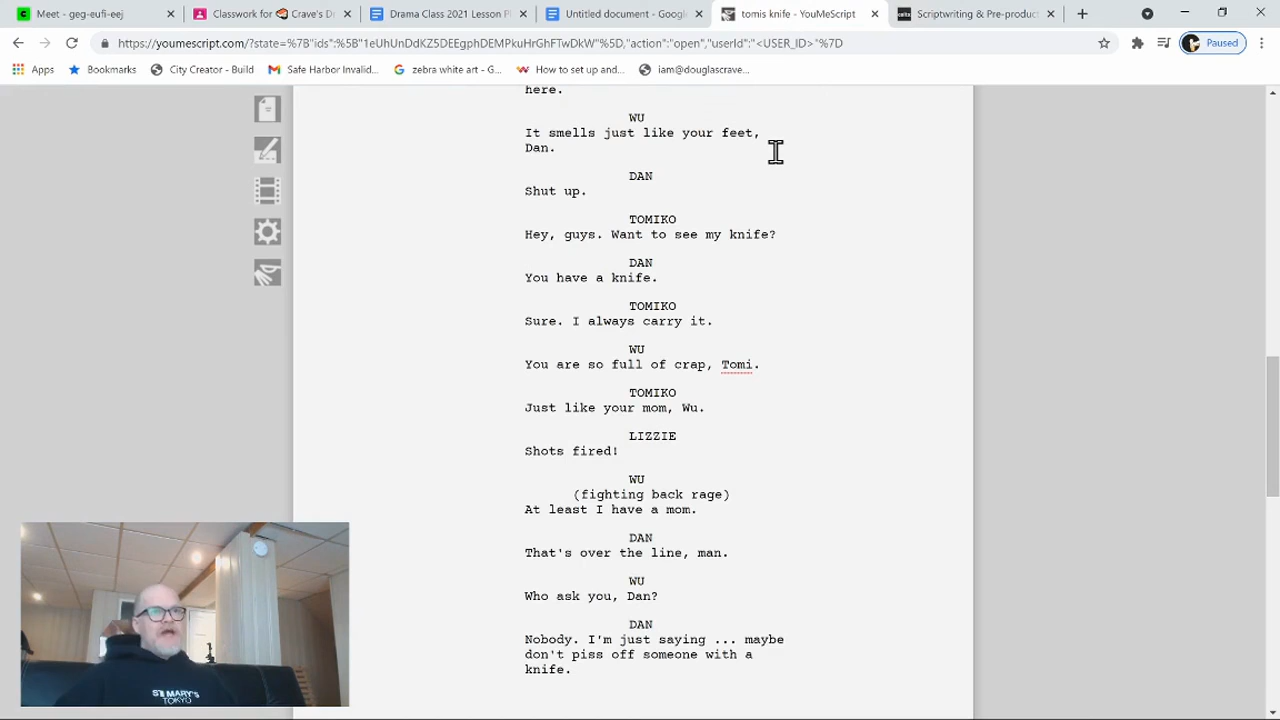 Meet - geg-eufi-eej
Classwork for Crave's D
Drama Class 2021 Lesson Pl
Untitled document - Google
tomis knife - YouMeScript
Scriptwriting & Pre-product
https://youmescript.com/?state=%7B"ids":%5B"1eUhUnDdKZ5DEEgphDEMPkuHrGhFTwDkW"%5D,"action":"open","userId":"<USER_ID>"%7D
Paused
Apps
Bookmarks
City Creator - Build
Safe Harbor Invalid...
zebra white art - G...
How to set up and...
iam@douglascrave...
here.
WU
It smells just like your feet,
Dan.
DAN
Shut up.
TOMIKO
Hey, guys. Want to see my knife?
DAN
You have a knife.
TOMIKO
Sure. I always carry it.
WU
You are so full of crap, Tomi.
TOMIKO
Just like your mom, Wu.
LIZZIE
Shots fired!
WU
(fighting back rage)
At least I have a mom.
DAN
That's over the line, man.
WU
Who ask you, Dan?
DAN
Nobody. I'm just saying ... maybe
don't piss off someone with a
knife.
ST MARY'S
TOKYO